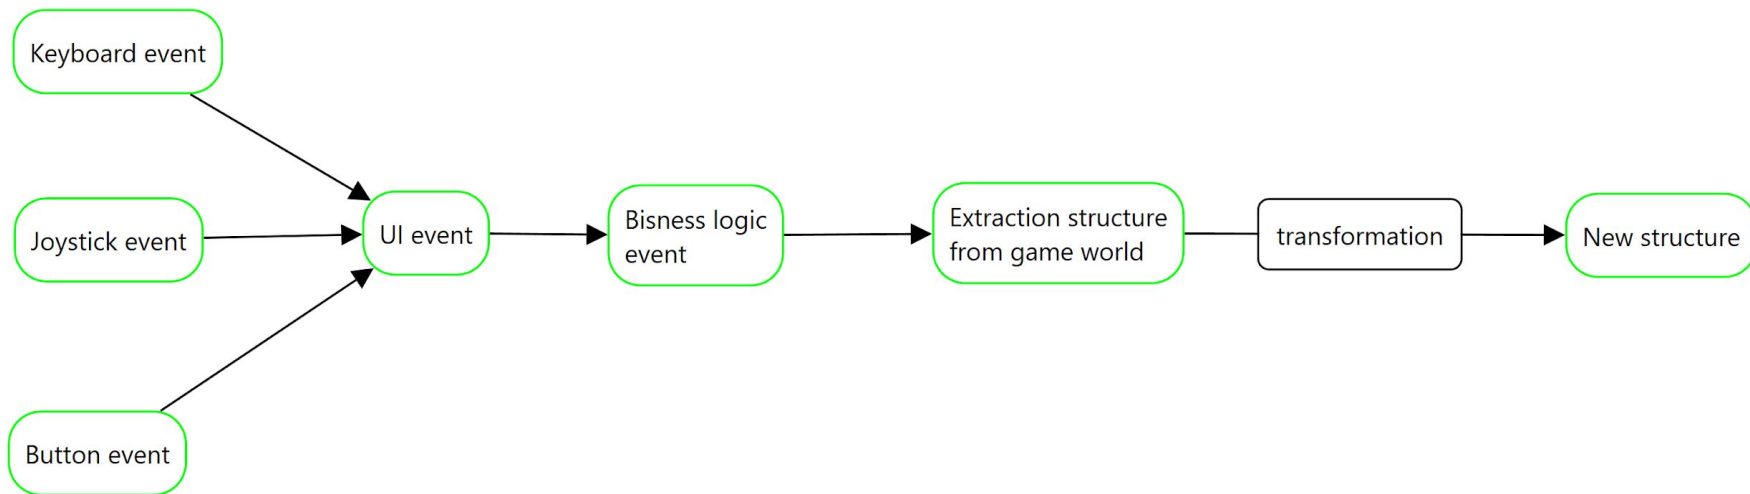 Keyboard event
Joystick event
Button event
UI event
Bisness logic
event
Extraction structure
from game world
transformation
New structure